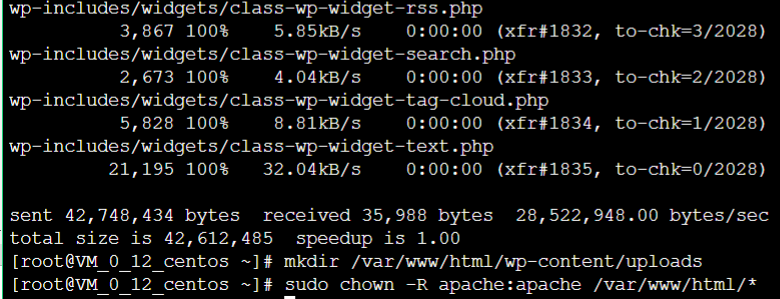 wp-includes/widgets/class-wp-widget-rss.php
3,867 100% 5.85kB/s 0:00:00 (xfr#1832, to-chk=3/2028)
wp-includes/widgets/class-wp-widget-search.php
2,673 100% 4.04kB/s 0:00:00 (xfr#1833, to-chk=2/2028)
wp-includes/widgets/class-wp-widget-tag-cloud.php
5,828 100% 8.81kB/s 0:00:00 (xfr#1834, to-chk=1/2028)
wp-includes/widgets/class-wp-widget-text.php
21,195 100% 32.04kB/s 0:00:00 (xfr#1835, to-chk=0/2028)
sent 42,748,434 bytes received 35,988 bytes 28,522,948.00 bytes/sec
total size is 42,612,485 speedup is 1.00
[root@VM_0_12_centos ~]# mkdir /var/www/html/wp-content/uploads
[root@VM_0_12_centos ~]# sudo chown -R apache:apache /var/www/html/*